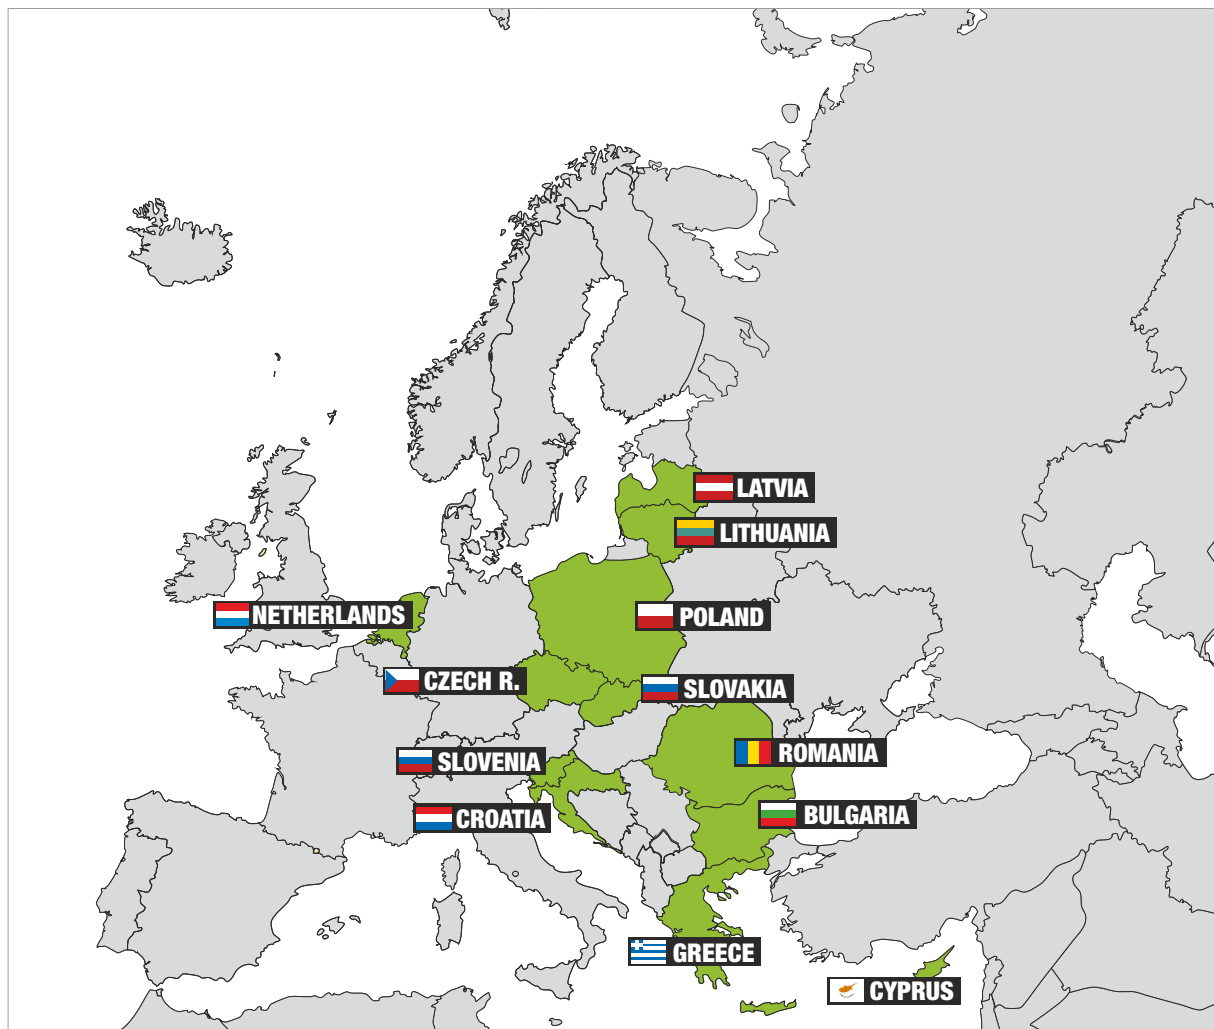 LATVIA
LITHUANIA
NETHERLANDS
POLAND
CZECH R.
SLOVAKIA
ROMANIA
SLOVENIA
BULGARIA
CROATIA
GREECE
CYPRUS